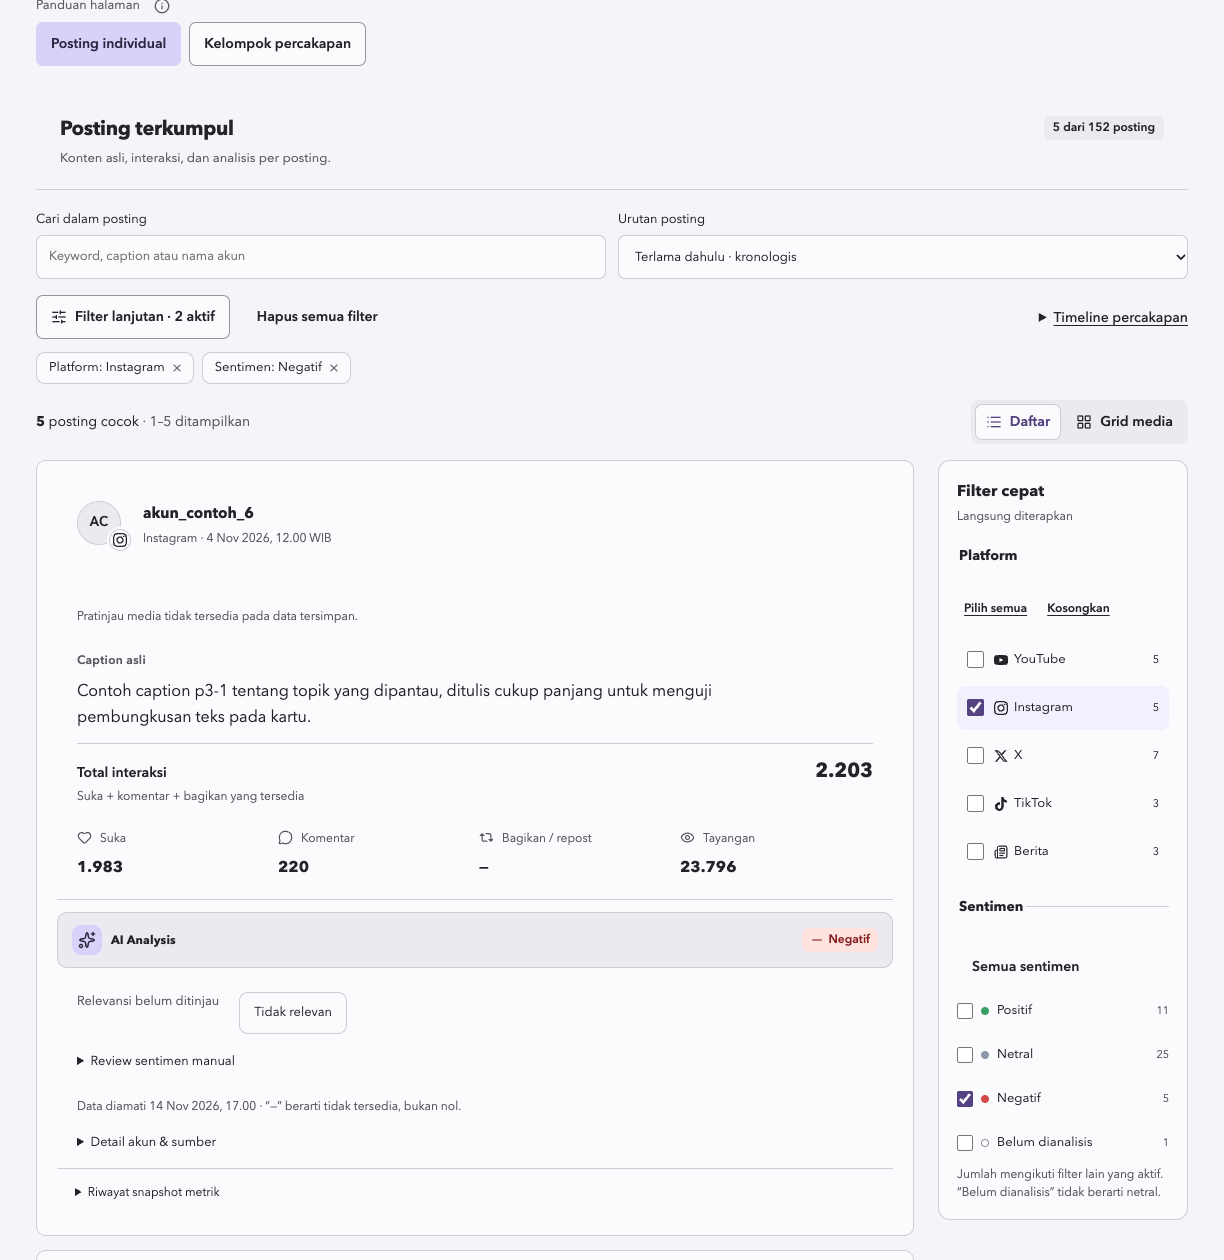 Panduan halaman
Posting individual
Kelompok percakapan
Posting terkumpul
5 dari 152 posting
Konten asli, interaksi, dan analisis per posting.
Cari dalam posting
Urutan posting
Keyword, caption atau nama akun
Terlama dahulu · kronologis
Filter lanjutan · 2 aktif
Hapus semua filter
Timeline percakapan
Platform: Instagram ×
Sentimen: Negatif ×
5 posting cocok · 1–5 ditampilkan
Daftar
Grid media
AC
akun_contoh_6
Instagram · 4 Nov 2026, 12.00 WIB
Pratinjau media tidak tersedia pada data tersimpan.
Caption asli
Contoh caption p3-1 tentang topik yang dipantau, ditulis cukup panjang untuk menguji
pembungkusan teks pada kartu.
Total interaksi
2.203
Suka + komentar + bagikan yang tersedia
Suka
Komentar
Bagikan / repost
Tayangan
1.983
220
–
23.796
AI Analysis
— Negatif
Relevansi belum ditinjau
Tidak relevan
Review sentimen manual
Data diamati 14 Nov 2026, 17.00 · “–” berarti tidak tersedia, bukan nol.
Detail akun & sumber
Riwayat snapshot metrik
Filter cepat
Langsung diterapkan
Platform
Pilih semua
Kosongkan
YouTube 5
Instagram 5
X 7
TikTok 3
Berita 3
Sentimen
Semua sentimen
Positif 11
Netral 25
Negatif 5
Belum dianalisis 1
Jumlah mengikuti filter lain yang aktif.
“Belum dianalisis” tidak berarti netral.